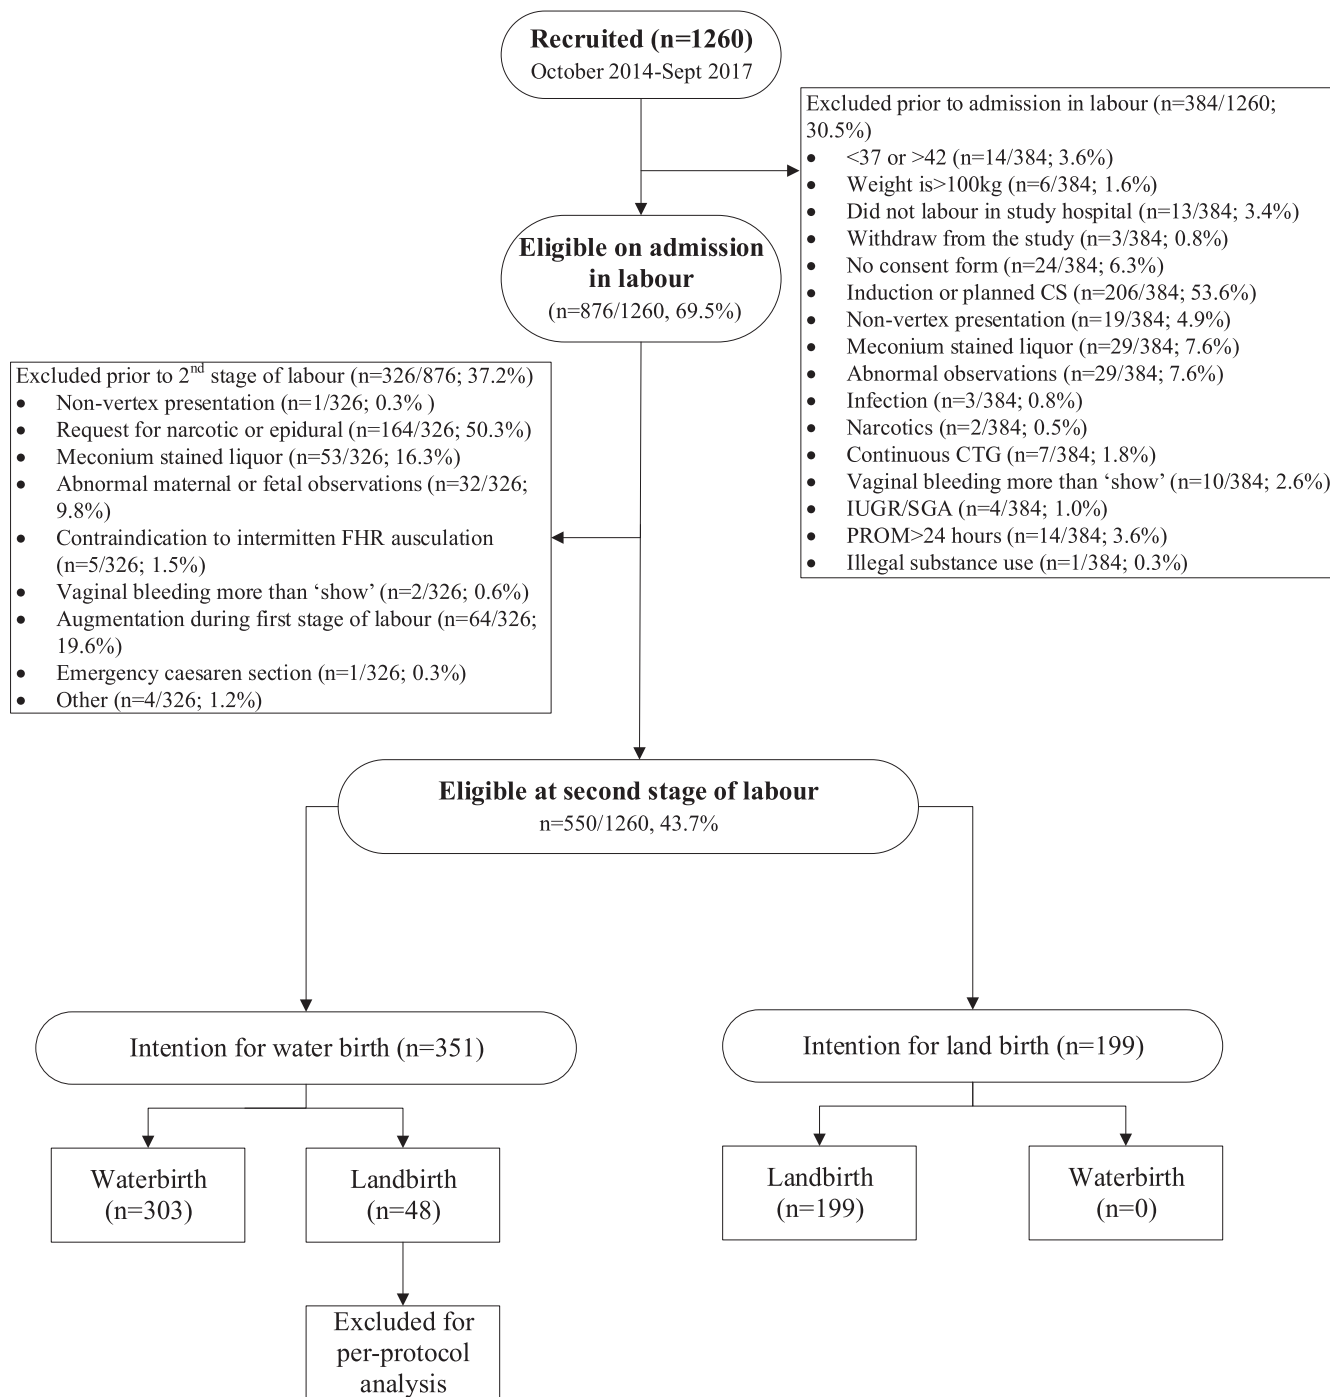 Recruited (n=1260)
October 2014-Sept 2017
Excluded prior to admission in labour (n=384/1260;
30.5%)
• <37 or >42 (n=14/384; 3.6%)
• Weight is>100kg (n=6/384; 1.6%)
• Did not labour in study hospital (n=13/384; 3.4%)
• Withdraw from the study (n=3/384; 0.8%)
• No consent form (n=24/384; 6.3%)
• Induction or planned CS (n=206/384; 53.6%)
• Non-vertex presentation (n=19/384; 4.9%)
• Meconium stained liquor (n=29/384; 7.6%)
• Abnormal observations (n=29/384; 7.6%)
• Infection (n=3/384; 0.8%)
• Narcotics (n=2/384; 0.5%)
• Continuous CTG (n=7/384; 1.8%)
• Vaginal bleeding more than ‘show’ (n=10/384; 2.6%)
• IUGR/SGA (n=4/384; 1.0%)
• PROM>24 hours (n=14/384; 3.6%)
• Illegal substance use (n=1/384; 0.3%)
Eligible on admission
in labour
(n=876/1260, 69.5%)
Excluded prior to 2nd stage of labour (n=326/876; 37.2%)
• Non-vertex presentation (n=1/326; 0.3% )
• Request for narcotic or epidural (n=164/326; 50.3%)
• Meconium stained liquor (n=53/326; 16.3%)
• Abnormal maternal or fetal observations (n=32/326;
9.8%)
• Contraindication to intermitten FHR ausculation
(n=5/326; 1.5%)
• Vaginal bleeding more than ‘show’ (n=2/326; 0.6%)
• Augmentation during first stage of labour (n=64/326;
19.6%)
• Emergency caesaren section (n=1/326; 0.3%)
• Other (n=4/326; 1.2%)
Eligible at second stage of labour
n=550/1260, 43.7%
Intention for water birth (n=351)
Intention for land birth (n=199)
Waterbirth
(n=303)
Landbirth
(n=48)
Landbirth
(n=199)
Waterbirth
(n=0)
Excluded for
per-protocol
analysis